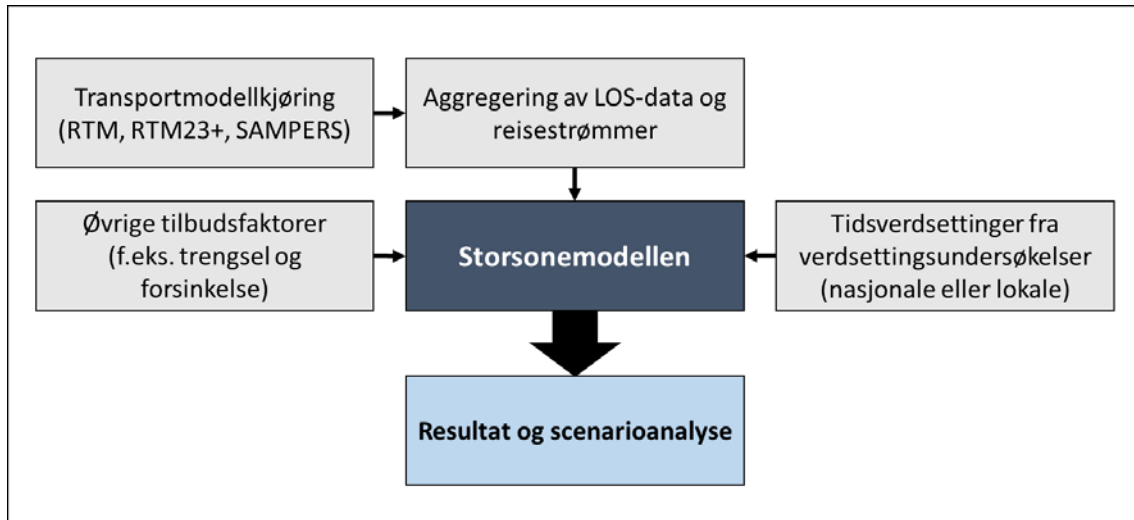 Transportmodellkjøring
(RTM, RTM23+, SAMPERS)
Aggregering av LOS-data og
reisestrømmer
Øvrige tilbudsfaktorer
(f.eks. trengsel og
forsinkelse)
Storsonemodellen
Tidsverdsettinger fra
verdsettingsundersøkelser
(nasjonale eller lokale)
Resultat og scenarioanalyse